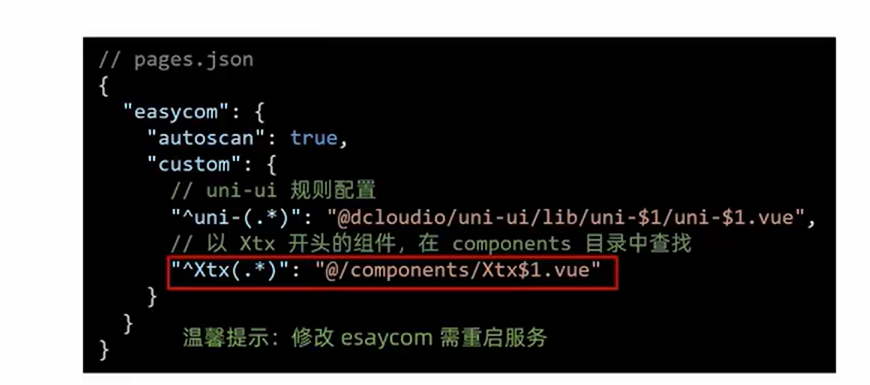 // pages.json
{
"easycom": {
"autoscan": true,
"custom": {
// uni-ui 规则配置
"^uni-(.*)": "@dcloudio/uni-ui/lib/uni-$1/uni-$1.vue",
// 以 Xtx 开头的组件，在 components 目录中查找
"^Xtx(.*)": "@/components/Xtx$1.vue"
}
}
温馨提示：修改 esaycom 需重启服务
}